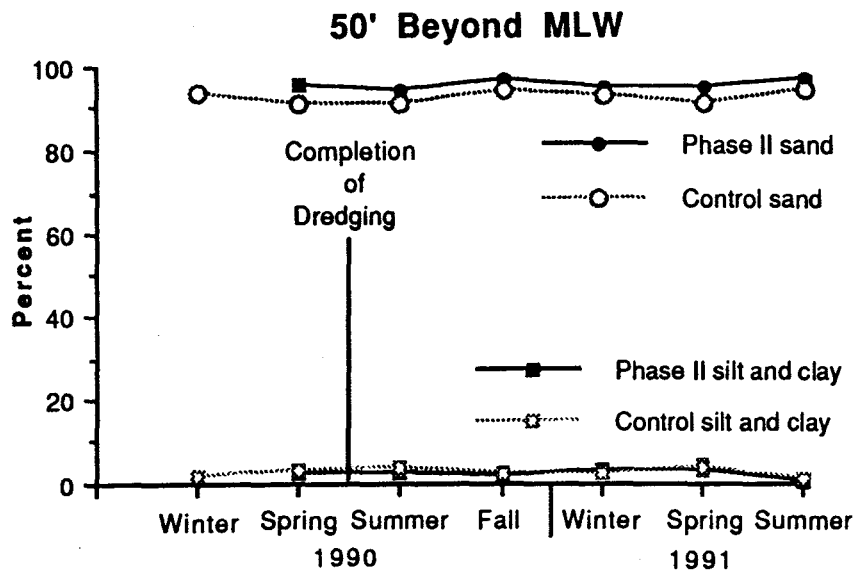 50' Beyond MLW
100
80
60
40
20
0
Percent
Completion
of
Dredging
Phase II sand
Control sand
Phase II silt and clay
Control silt and clay
Winter Spring Summer Fall Winter Spring Summer
1990 1991